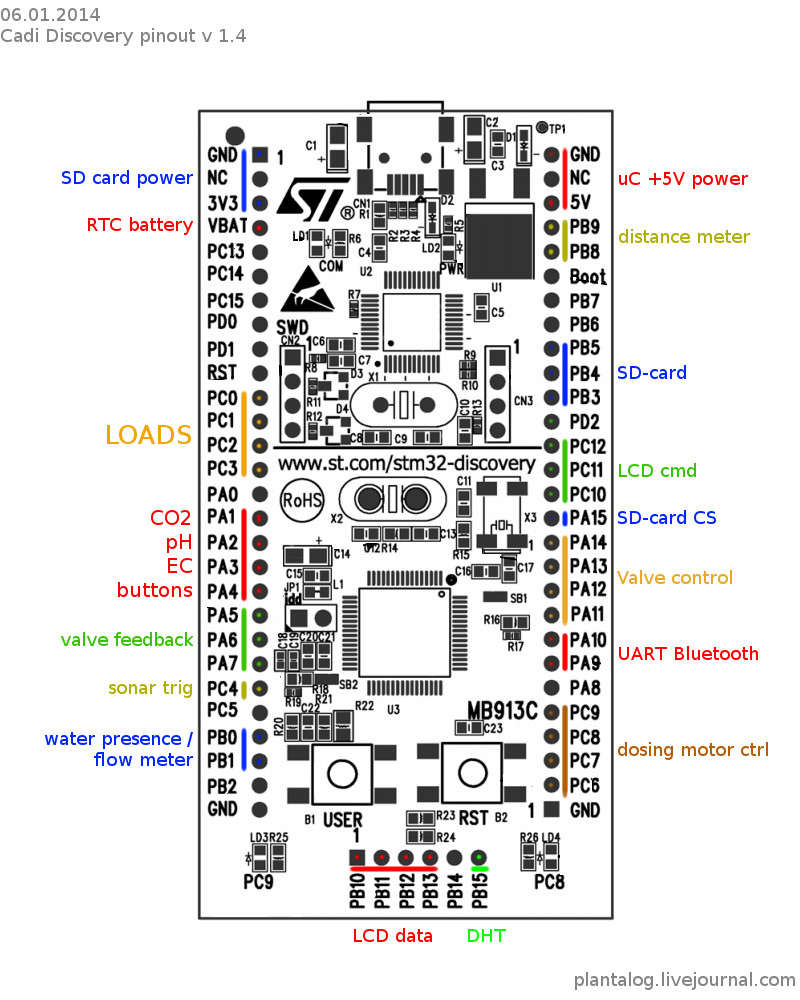 06.01.2014
Cadi Discovery pinout v 1.4
C1
C2
D1
TP1
C3
GND 1
GND
SD card power
NC
NC
uC +5V power
3V3
5V
RTC battery
VBAT
PB9
distance meter
PC13
PB8
PC14
Boot
PC15
PB7
PD0
PB6
PD1
PB5
RST
PB4
SD-card
PC0
PB3
LOADS
PC1
PD2
PC2
PC12
PC3
PC11
LCD cmd
PA0
PC10
CO2
PA1
PA15
SD-card CS
pH
PA2
PA14
EC
PA3
PA13
Valve control
buttons
PA4
PA12
PA5
PA11
valve feedback
PA6
PA10
UART Bluetooth
PA7
PA9
sonar trig
PC4
PA8
PC5
PC9
water presence /
flow meter
PB0
PC8
dosing motor ctrl
PB1
PC7
PB2
PC6
GND
1 GND
CN1
R1
D2
R2
R3
R4
R5
LD1
R6
COM
C4
U2
LD2
PWR
U1
R7
C5
SWD
CN2
1
C6
C7
R8
D3
X1
R9
R10
1
CN3
R11
R12
D4
C8
C9
C10
R13
www.st.com/stm32-discovery
RoHS
X2
C11
X3
1
R14
C13
R15
C14
C15
JP1
L1
Idd
C16
C17
SB1
R16
R17
C18
C19
C20
C21
SB2
R18
R19
R21
R20
C22
R22
U3
MB913C
C23
B1
USER
RST
B2
1
R23
R24
LD3
R25
PC9
R26
LD4
PC8
PB10
PB11
PB12
PB13
PB14
PB15
LCD data
DHT
plantalog.livejournal.com